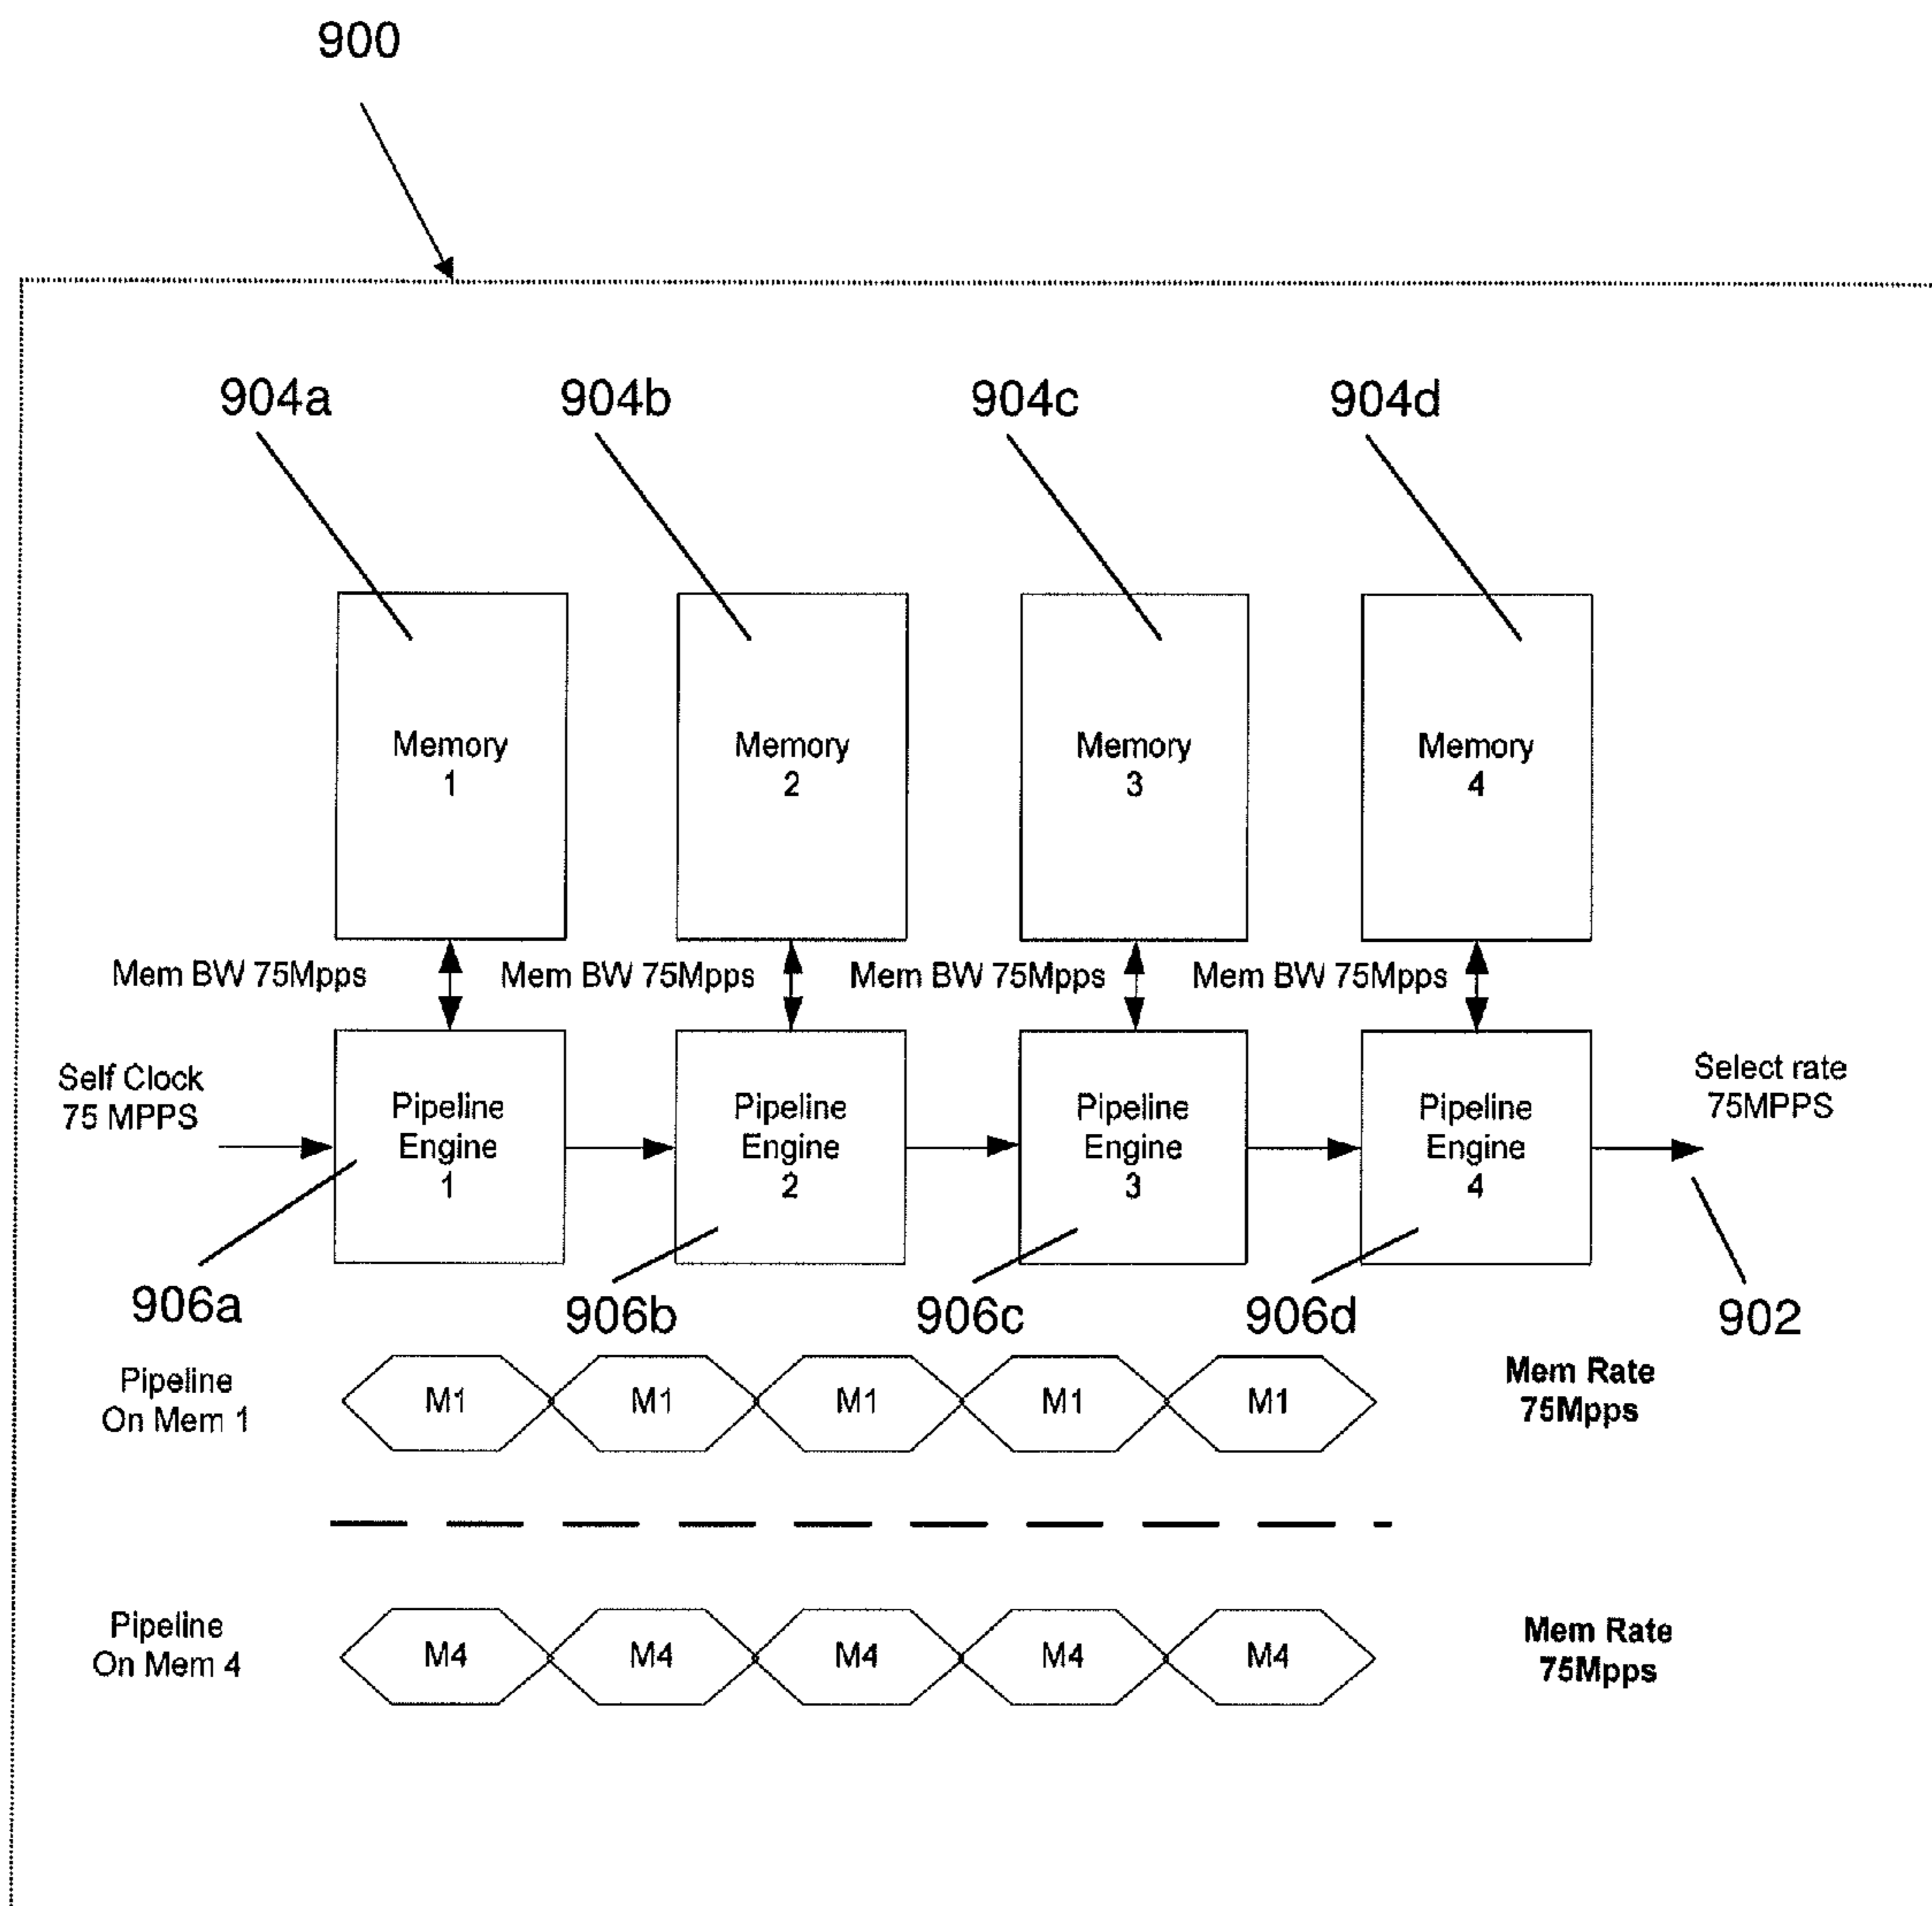 900
904a
904b
904c
904d
Memory
1
Memory
2
Memory
3
Memory
4
Mem BW 75Mpps
Mem BW 75Mpps
Mem BW 75Mpps
Mem BW 75Mpps
Self Clock
75 MPPS
Pipeline
Engine
1
Pipeline
Engine
2
Pipeline
Engine
3
Pipeline
Engine
4
Select rate
75MPPS
906a
906b
906c
906d
902
Pipeline
On Mem 1
M1
M1
M1
M1
M1
Mem Rate
75Mpps
Pipeline
On Mem 4
M4
M4
M4
M4
M4
Mem Rate
75Mpps